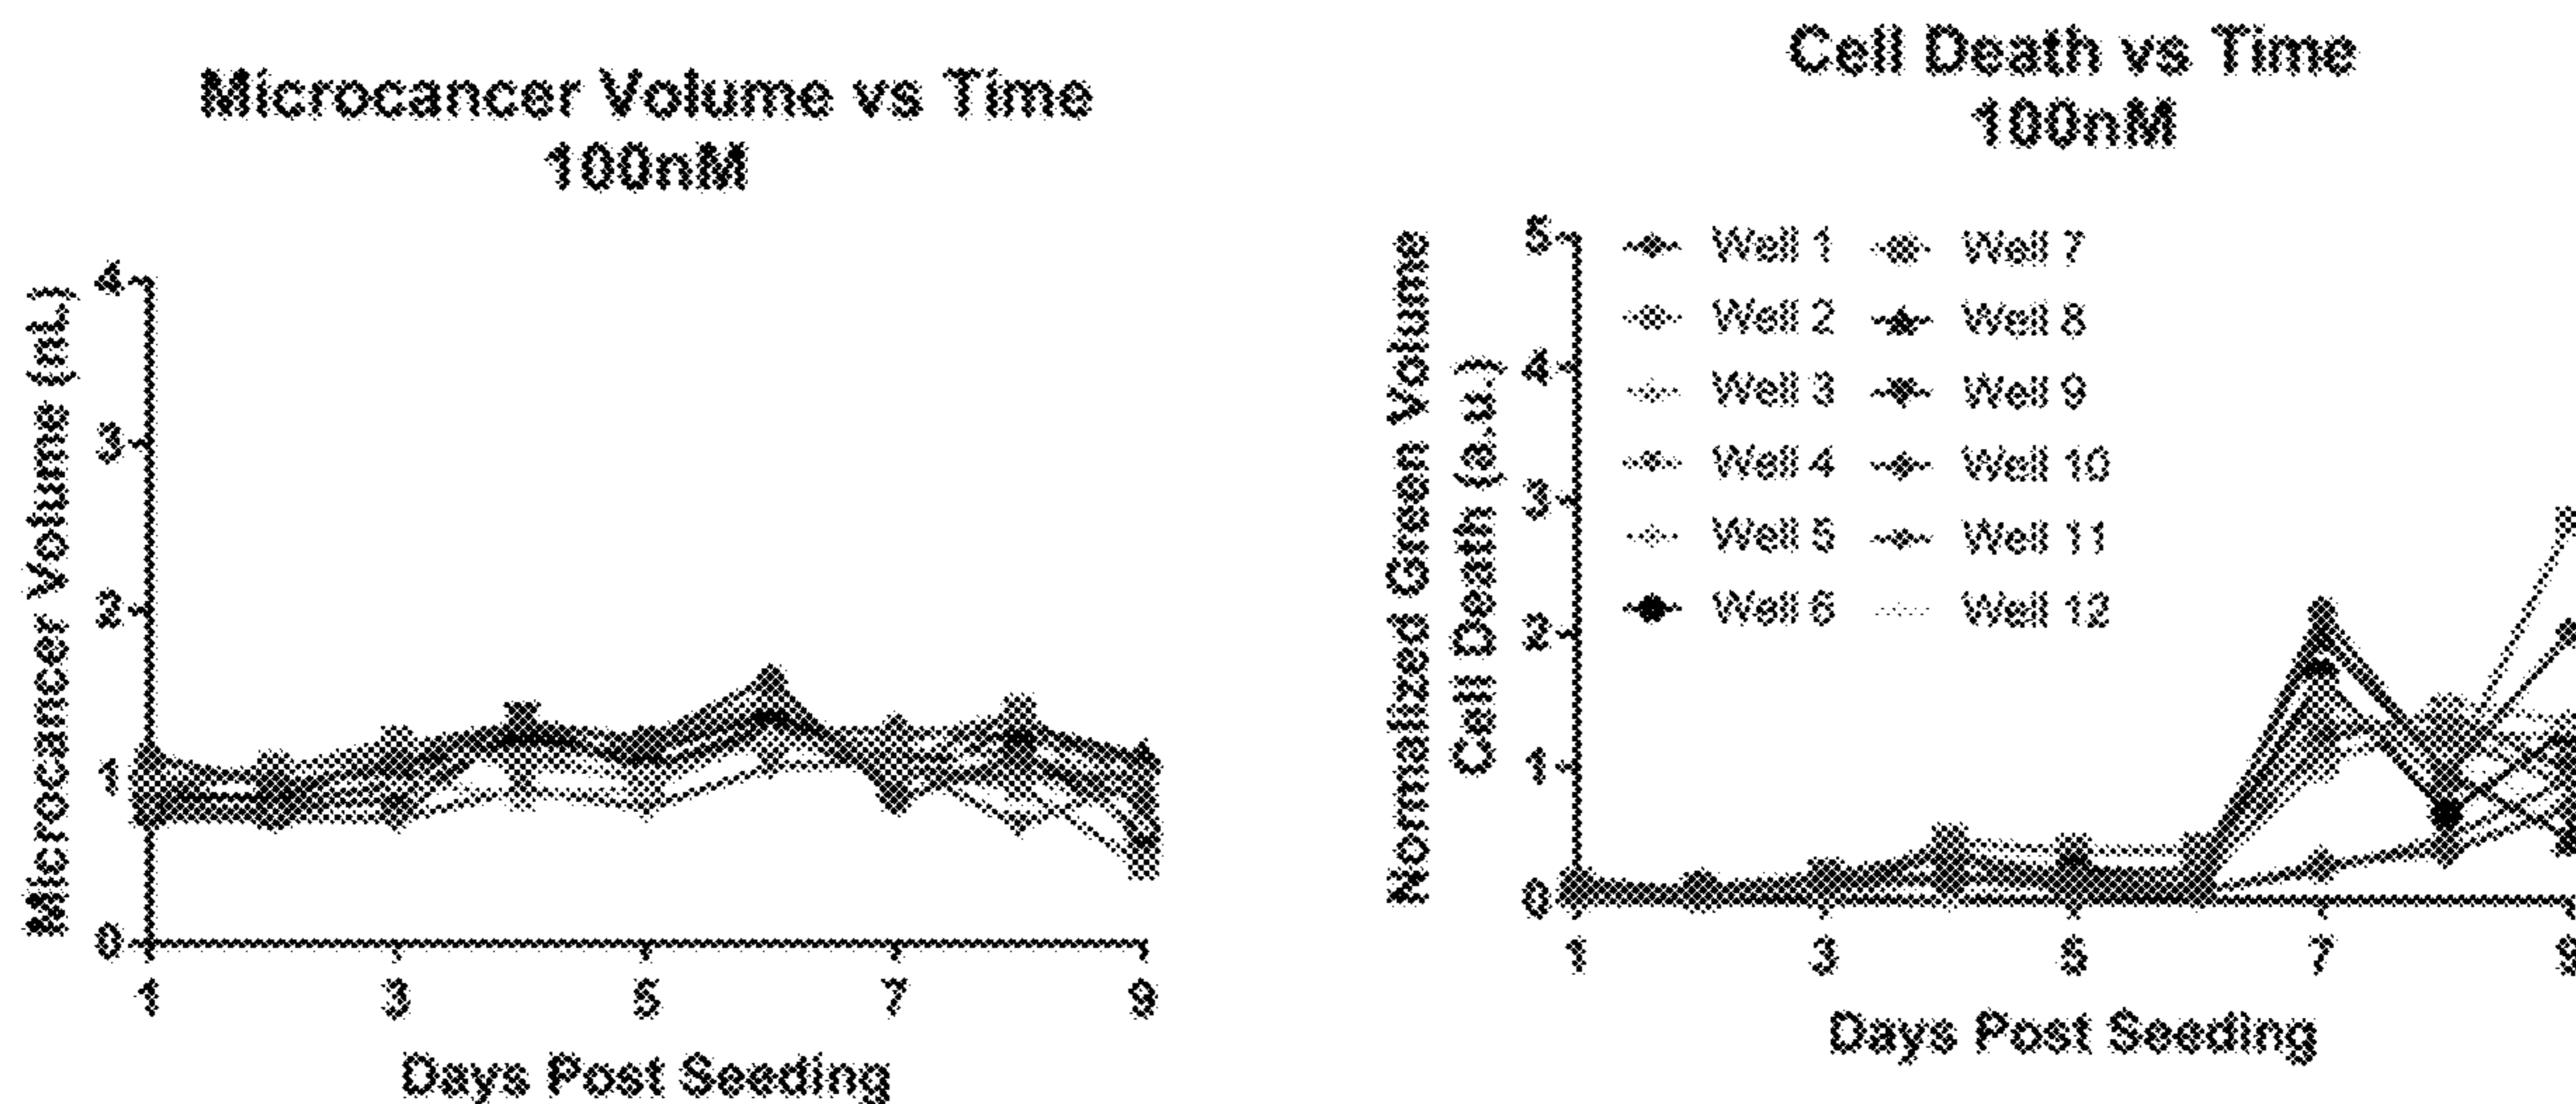 Microcancer Volume vs Time
100nM
Microcancer Volume (nL)
4
3
2
1
0
1 3 5 7 9
Days Post Seeding
Cell Death vs Time
100nM
Normalized Green Volume
Cell Death (a.u.)
5
4
3
2
1
0
Well 1 Well 7
Well 2 Well 8
Well 3 Well 9
Well 4 Well 10
Well 5 Well 11
Well 6 Well 12
1 3 5 7 9
Days Post Seeding